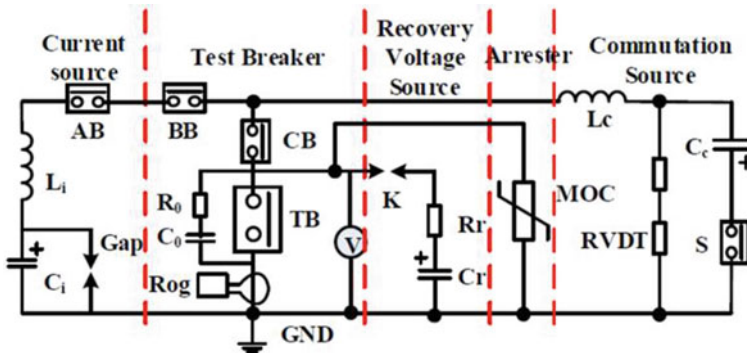 Current
source
Test Breaker
Recovery
Voltage
Source
Arrester
Commutation
Source
AB
BB
CB
Lc
Li
R0
C0
TB
K
V
Rr
MOC
Cc
RVDT
S
Gap
Ci
Rog
Cr
GND